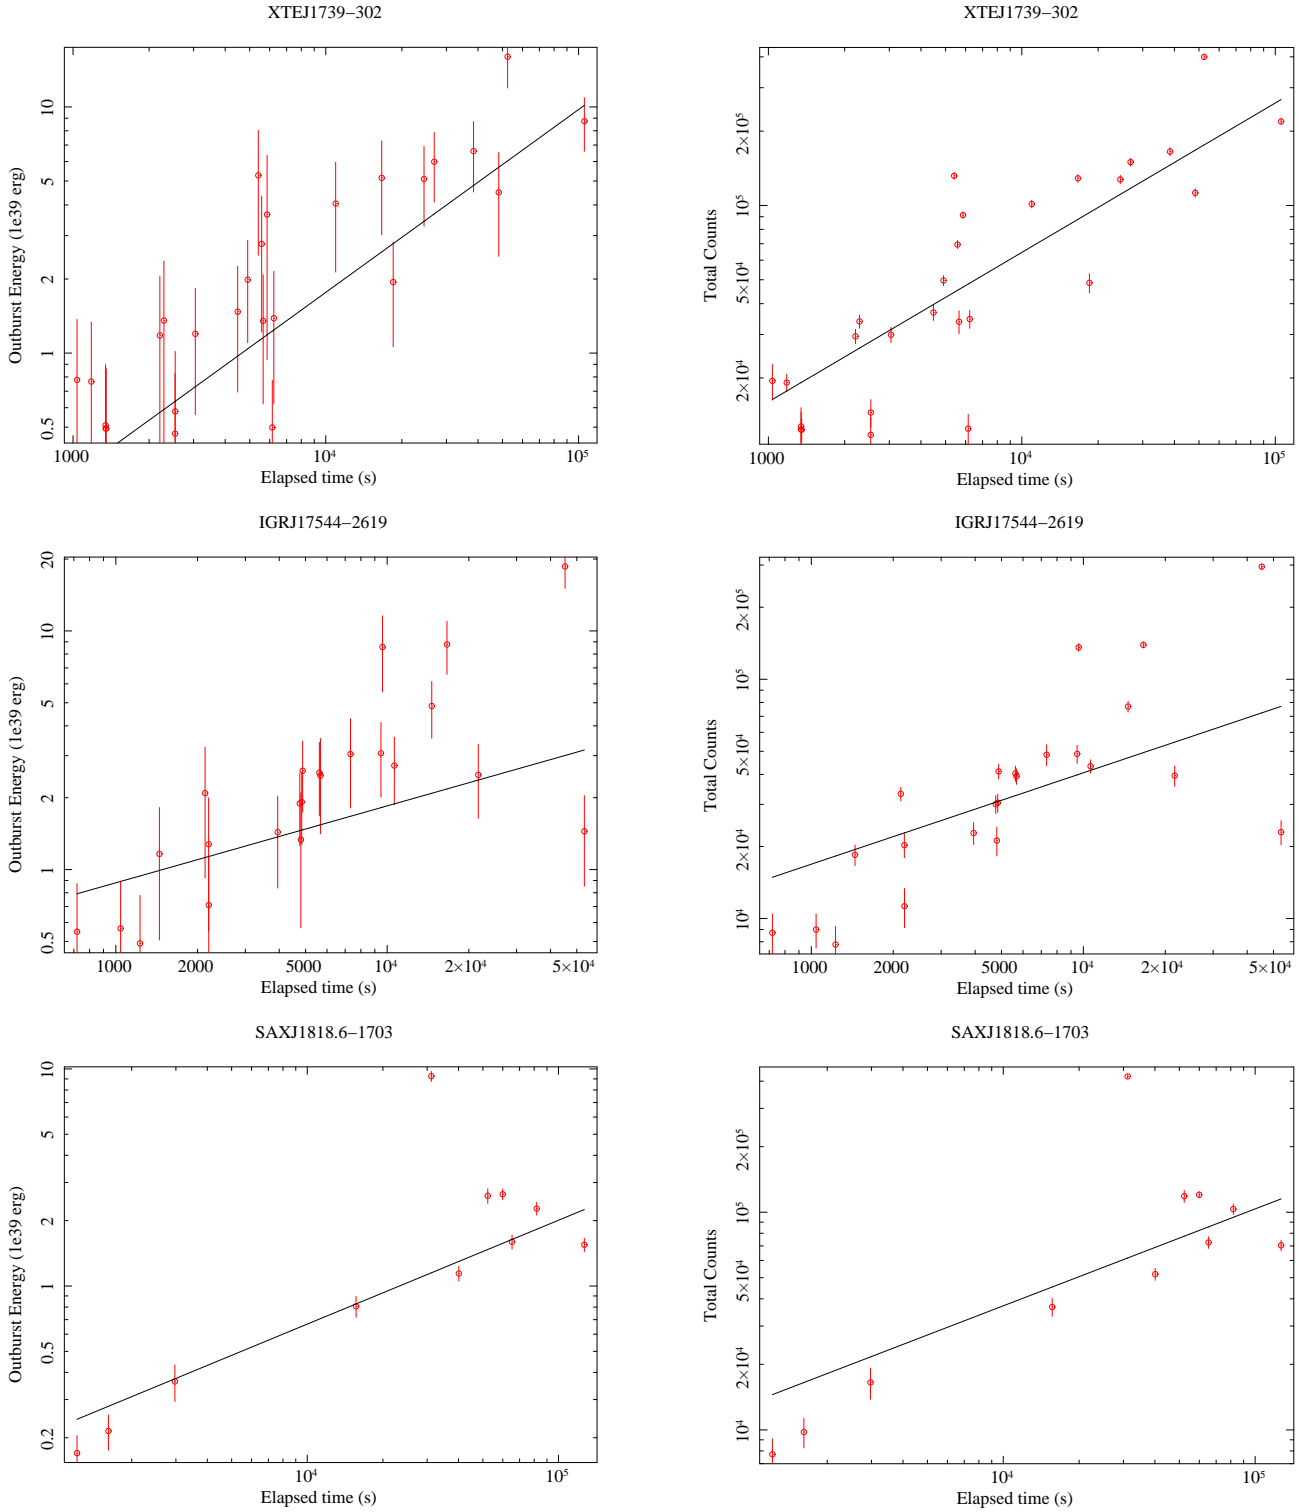 XTEJ1739−302
XTEJ1739−302
Outburst Energy (1e39 erg)
10
5
2
1
0.5
1000
10⁴
10⁵
Elapsed time (s)
Total Counts
2×10⁵
10⁵
5×10⁴
2×10⁴
1000
10⁴
10⁵
Elapsed time (s)
IGRJ17544−2619
IGRJ17544−2619
Outburst Energy (1e39 erg)
20
10
5
2
1
0.5
1000
2000
5000
10⁴
2×10⁴
5×10⁴
Elapsed time (s)
Total Counts
2×10⁵
10⁵
5×10⁴
2×10⁴
10⁴
1000
2000
5000
10⁴
2×10⁴
5×10⁴
Elapsed time (s)
SAXJ1818.6−1703
SAXJ1818.6−1703
Outburst Energy (1e39 erg)
10
5
2
1
0.5
0.2
10⁴
10⁵
Elapsed time (s)
Total Counts
2×10⁵
10⁵
5×10⁴
2×10⁴
10⁴
10⁴
10⁵
Elapsed time (s)